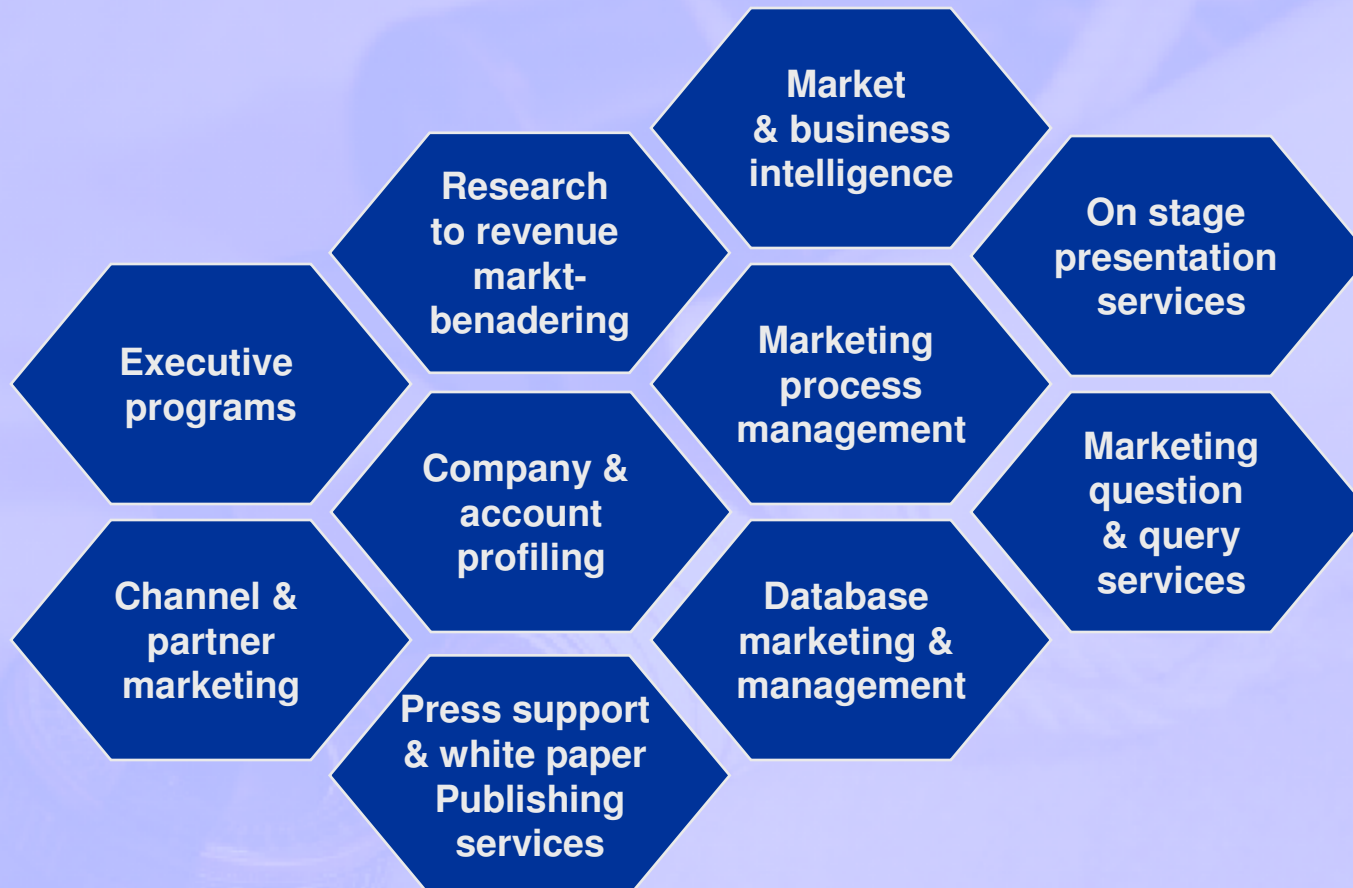 Market
& business
intelligence
Research
to revenue
markt-
benadering
On stage
presentation
services
Executive
programs
Marketing
process
management
Company &
account
profiling
Marketing
question
& query
services
Channel &
partner
marketing
Database
marketing &
management
Press support
& white paper
Publishing
services